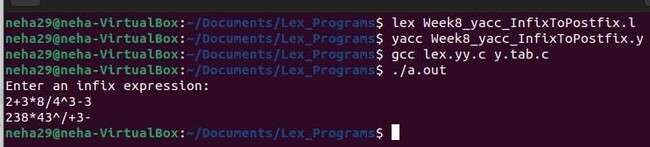 neha29@neha-VirtualBox:~/Documents/Lex_Programs$ lex Week8_yacc_InfixToPostfix.l
neha29@neha-VirtualBox:~/Documents/Lex_Programs$ yacc Week8_yacc_InfixToPostfix.y
neha29@neha-VirtualBox:~/Documents/Lex_Programs$ gcc lex.yy.c y.tab.c
neha29@neha-VirtualBox:~/Documents/Lex_Programs$ ./a.out
Enter an infix expression:
2+3*8/4^3-3
238*43^/+3-
neha29@neha-VirtualBox:~/Documents/Lex_Programs$